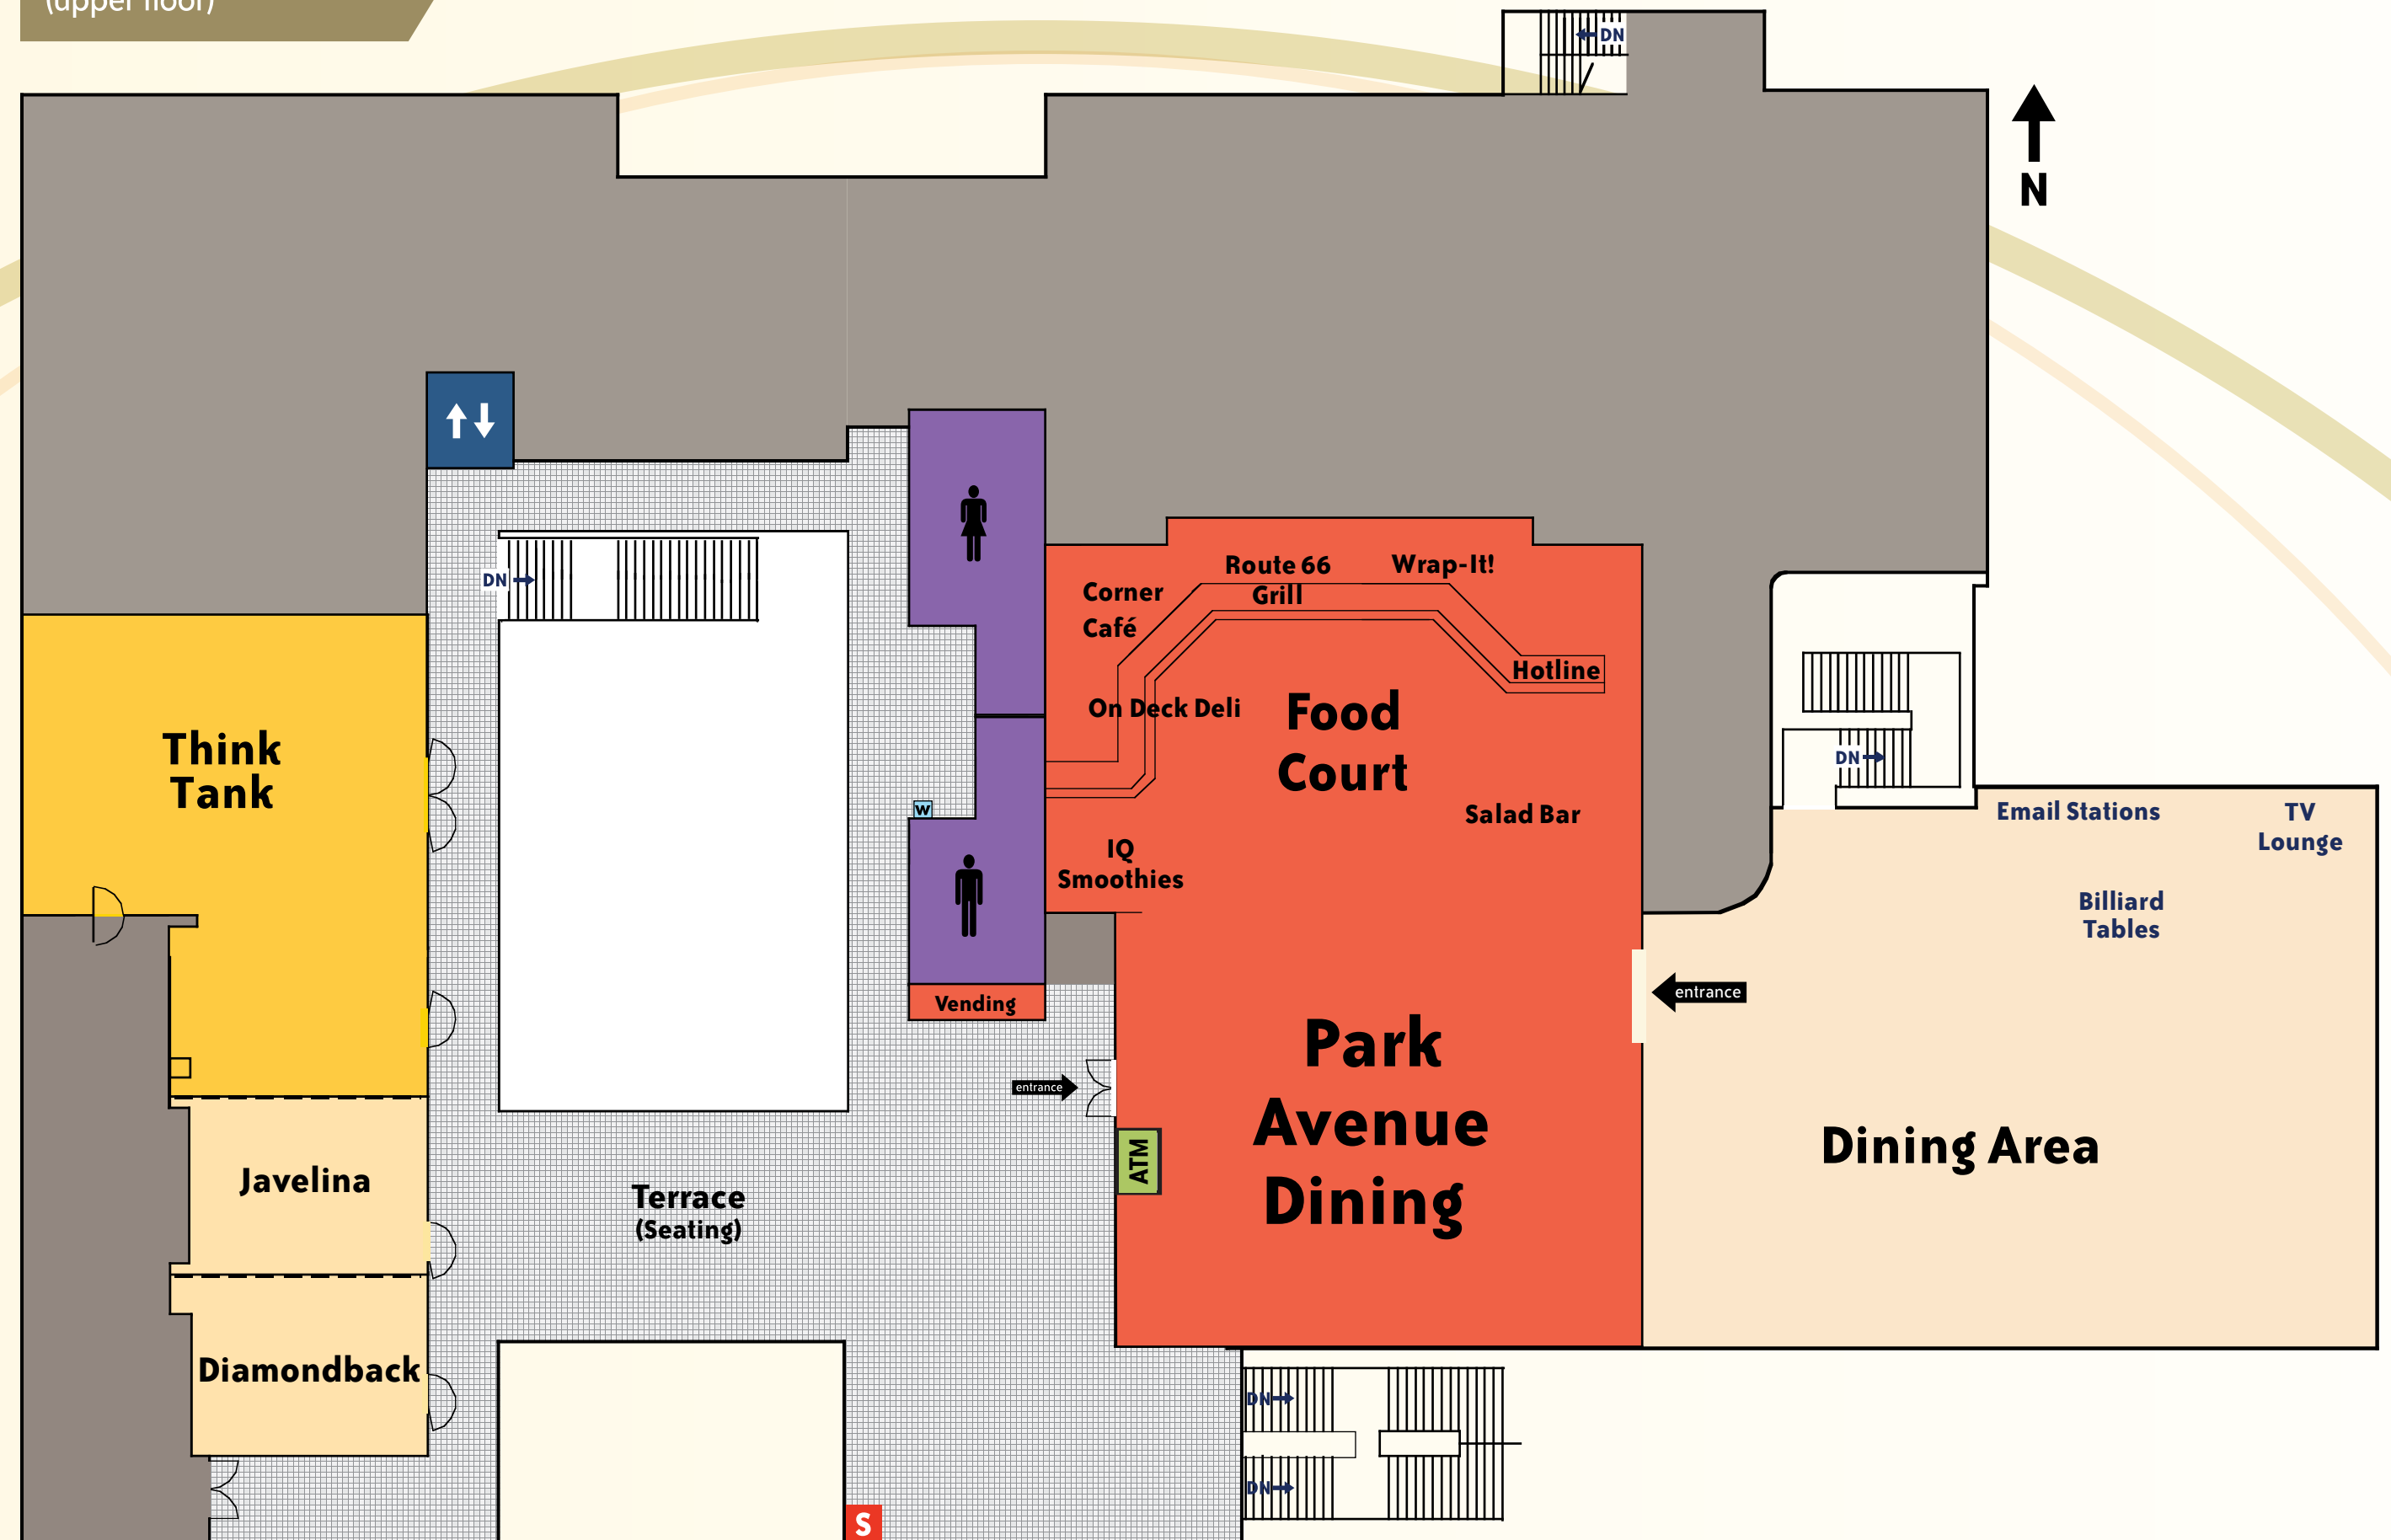 (upper floor)
DN
N
DN
Route 66
Grill
Wrap-It!
Corner
Café
Hotline
On Deck Deli
Food
Court
Think
Tank
DN
W
Salad Bar
Email Stations
TV
Lounge
IQ
Smoothies
Billiard
Tables
Vending
entrance
Park
Avenue
Dining
entrance
ATM
Dining Area
Javelina
Terrace
(Seating)
Diamondback
DN
DN
S